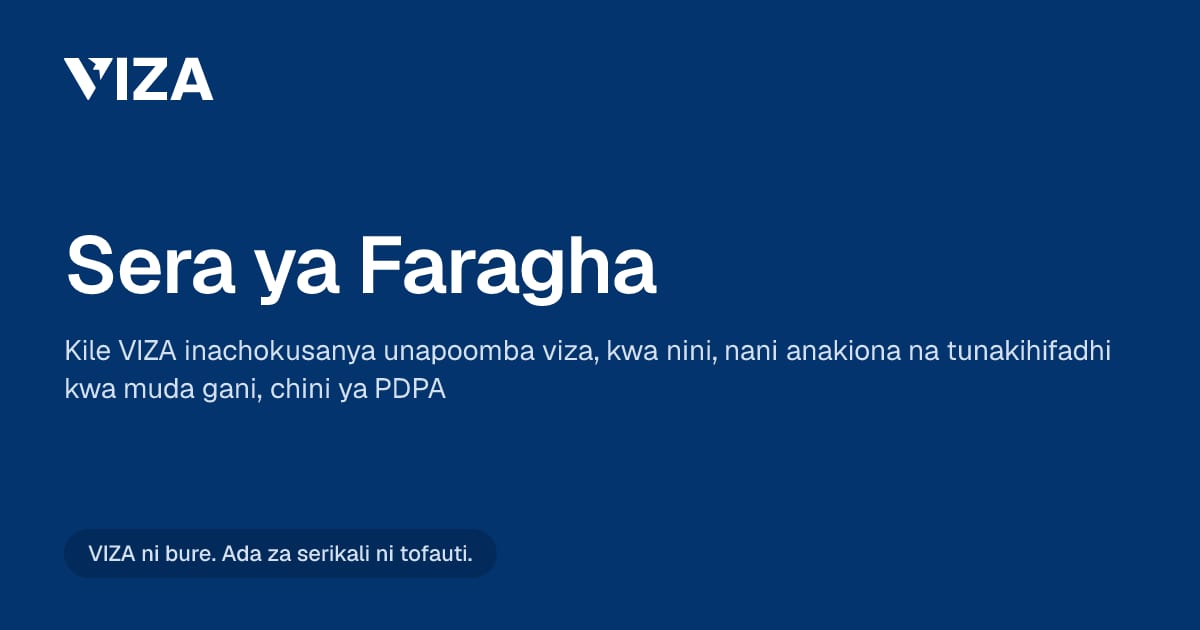 VIZA
Sera ya Faragha
Kile VIZA inachokusanya unapoomba viza, kwa nini, nani anakiona na tunakihifadhi
kwa muda gani, chini ya PDPA
VIZA ni bure. Ada za serikali ni tofauti.